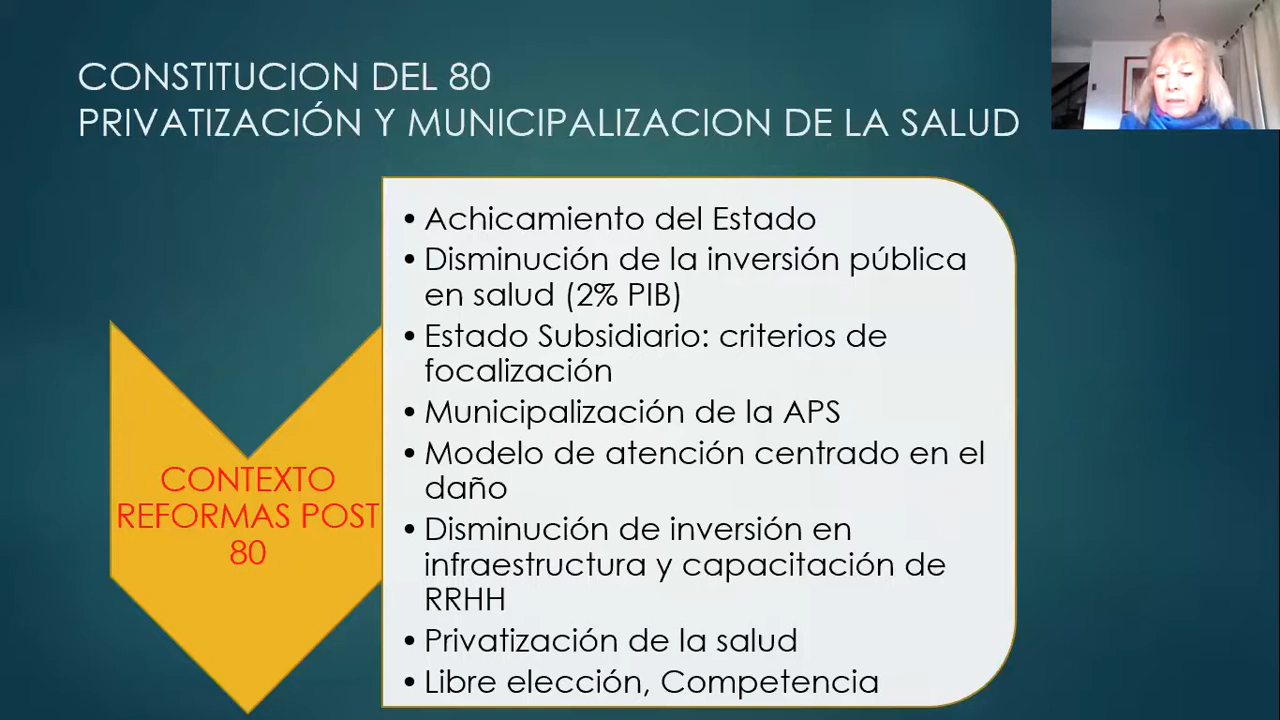 CONSTITUCION DEL 80
PRIVATIZACIÓN Y MUNICIPALIZACION DE LA SALUD
CONTEXTO
REFORMAS POST
80
• Achicamiento del Estado
• Disminución de la inversión pública
en salud (2% PIB)
• Estado Subsidiario: criterios de
focalización
• Municipalización de la APS
• Modelo de atención centrado en el
daño
• Disminución de inversión en
infraestructura y capacitación de
RRHH
• Privatización de la salud
• Libre elección, Competencia